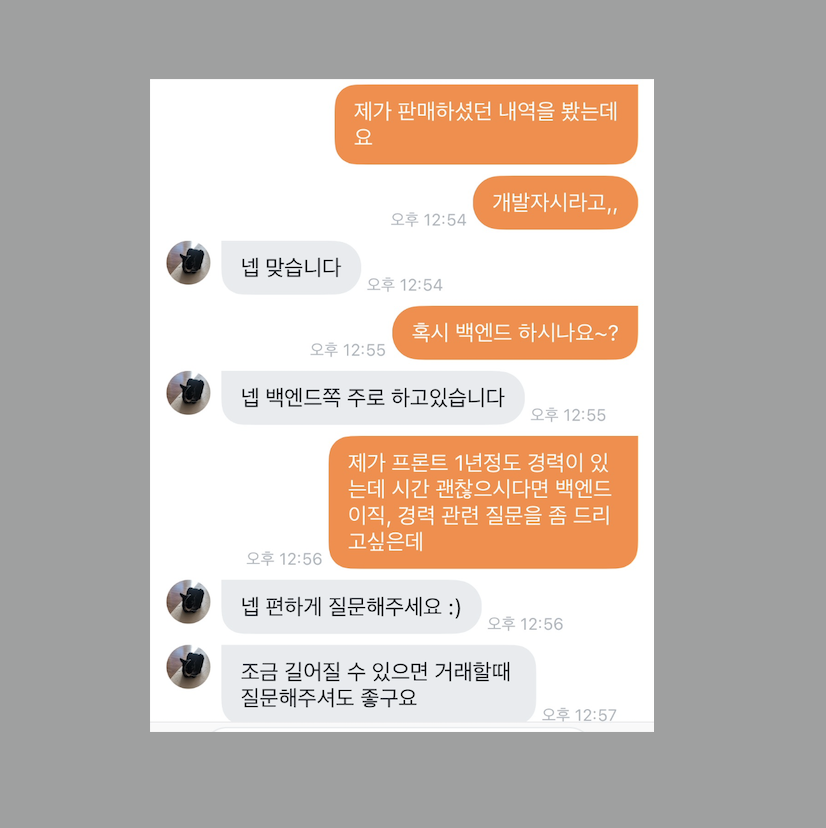 제가 판매하셨던 내역을 봤는데
요
개발자시라고,,
오후 12:54
넵 맞습니다
오후 12:54
혹시 백엔드 하시나요~?
오후 12:55
넵 백엔드쪽 주로 하고있습니다
오후 12:55
제가 프론트 1년정도 경력이 있
는데 시간 괜찮으시다면 백엔드
이직, 경력 관련 질문을 좀 드리
고싶은데
오후 12:56
넵 편하게 질문해주세요 :)
오후 12:56
조금 길어질 수 있으면 거래할때
질문해주셔도 좋구요
오후 12:57